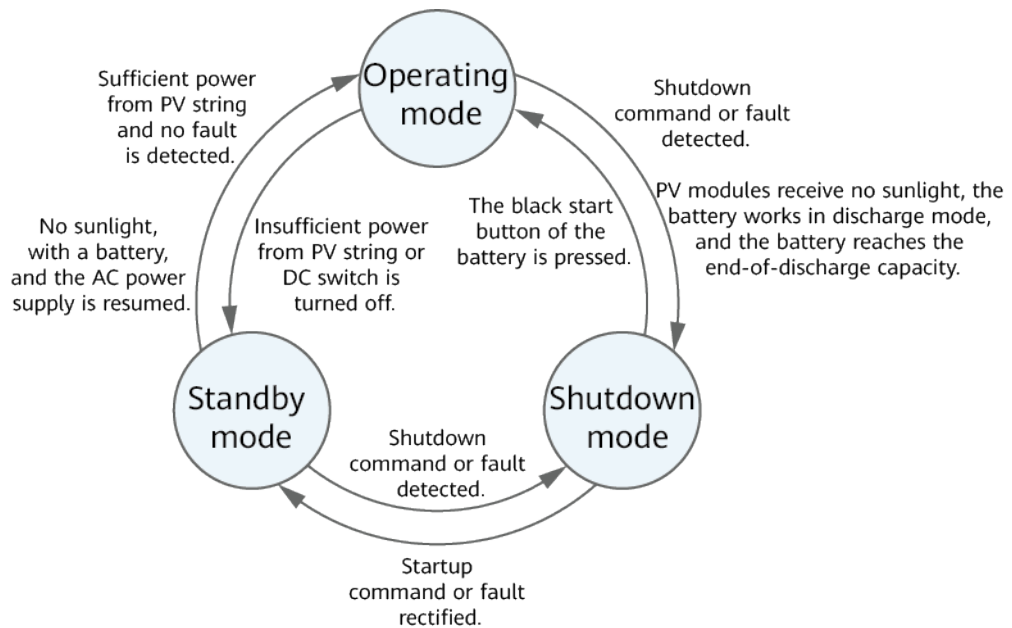 Operating
mode
Sufficient power
from PV string
and no fault
is detected.
Shutdown
command or fault
detected.
No sunlight,
with a battery,
and the AC power
supply is resumed.
Insufficient power
from PV string or
DC switch is
turned off.
The black start
button of the
battery is pressed.
PV modules receive no sunlight, the
battery works in discharge mode,
and the battery reaches the
end-of-discharge capacity.
Standby
mode
Shutdown
mode
Shutdown
command or fault
detected.
Startup
command or fault
rectified.